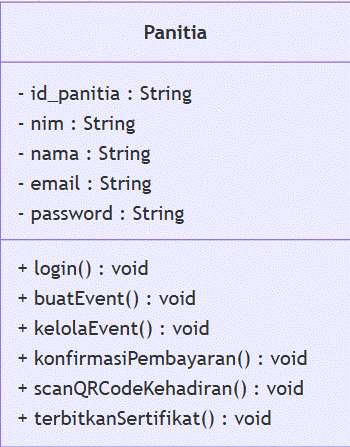 Panitia
- id_panitia : String
- nim : String
- nama : String
- email : String
- password : String
+ login() : void
+ buatEvent() : void
+ kelolaEvent() : void
+ konfirmasiPembayaran() : void
+ scanQRCodeKehadiran() : void
+ terbitkanSertifikat() : void